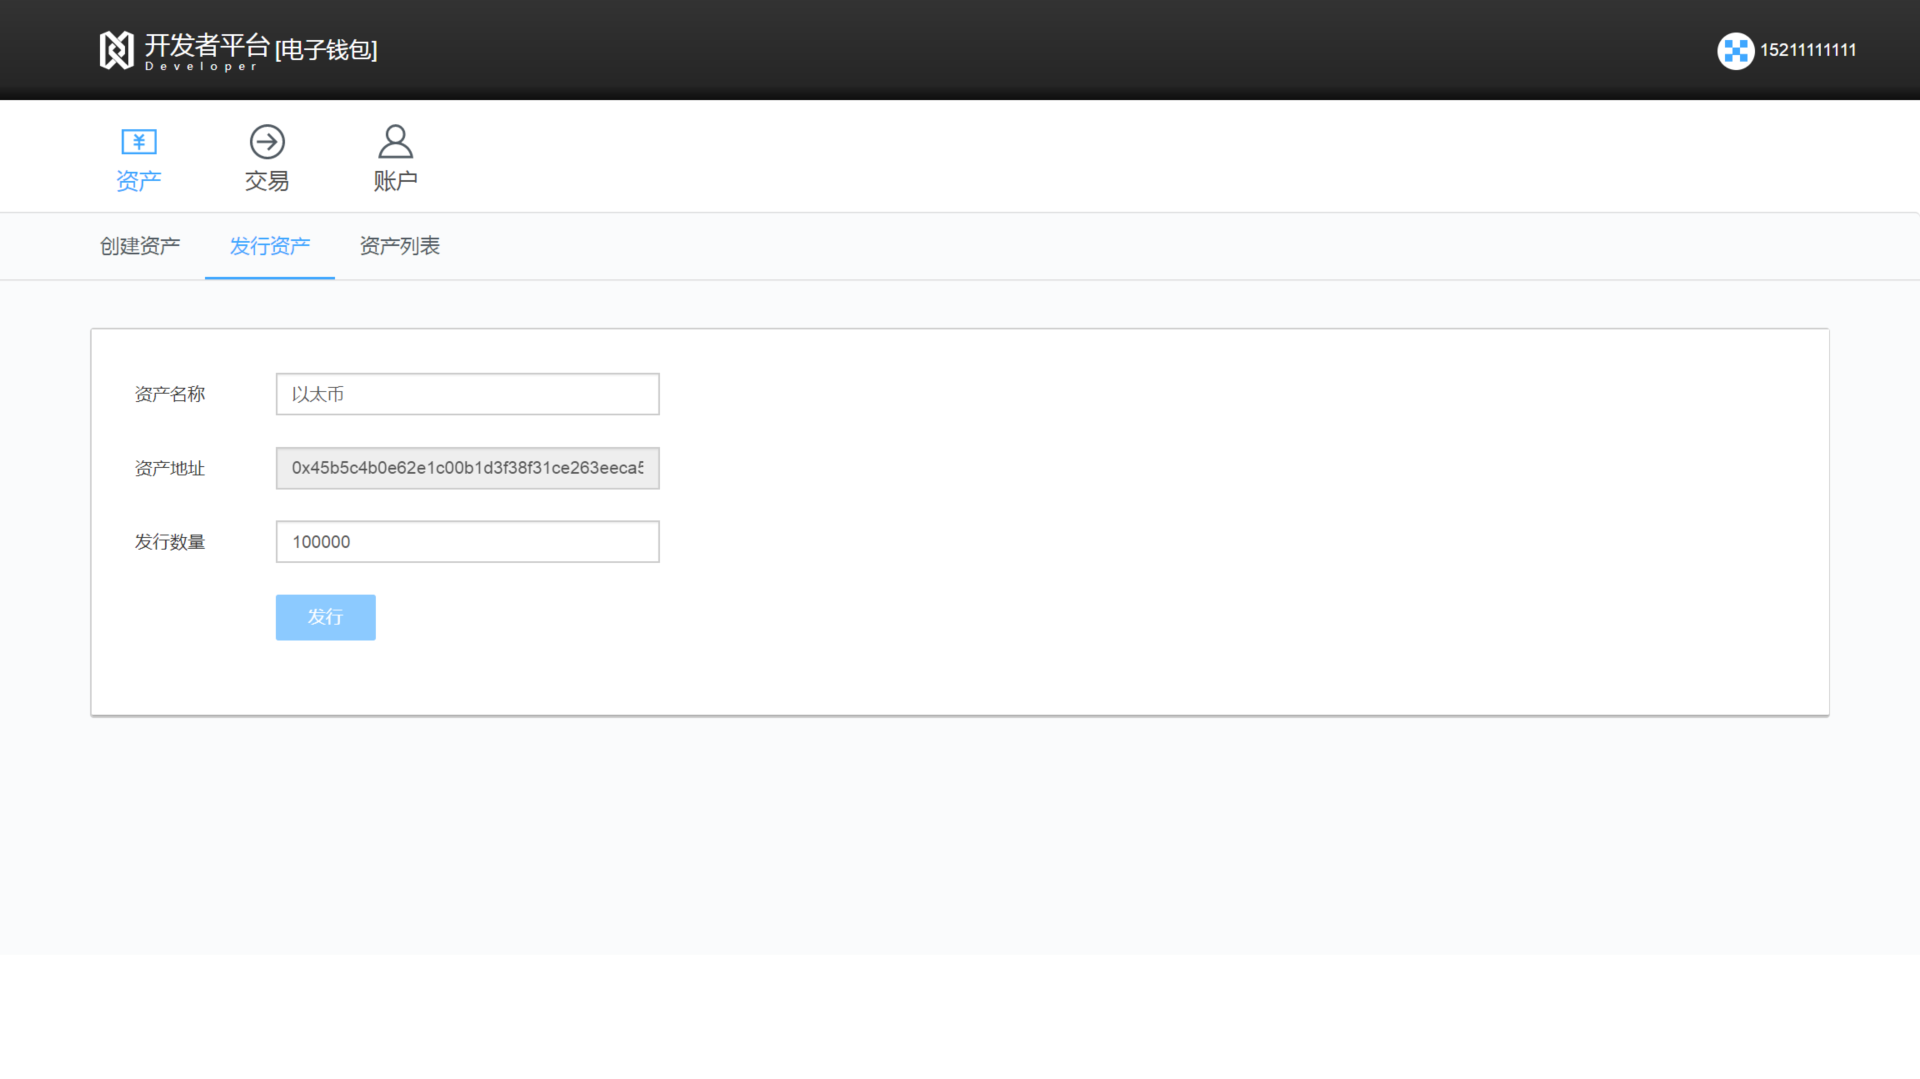 开发者平台 [电子钱包]
Developer
15211111111
资产 交易 账户
创建资产 发行资产 资产列表
资产名称 以太币
资产地址 0x45b5c4b0e62e1c00b1d3f38f31ce263eeca5
发行数量 100000
发行